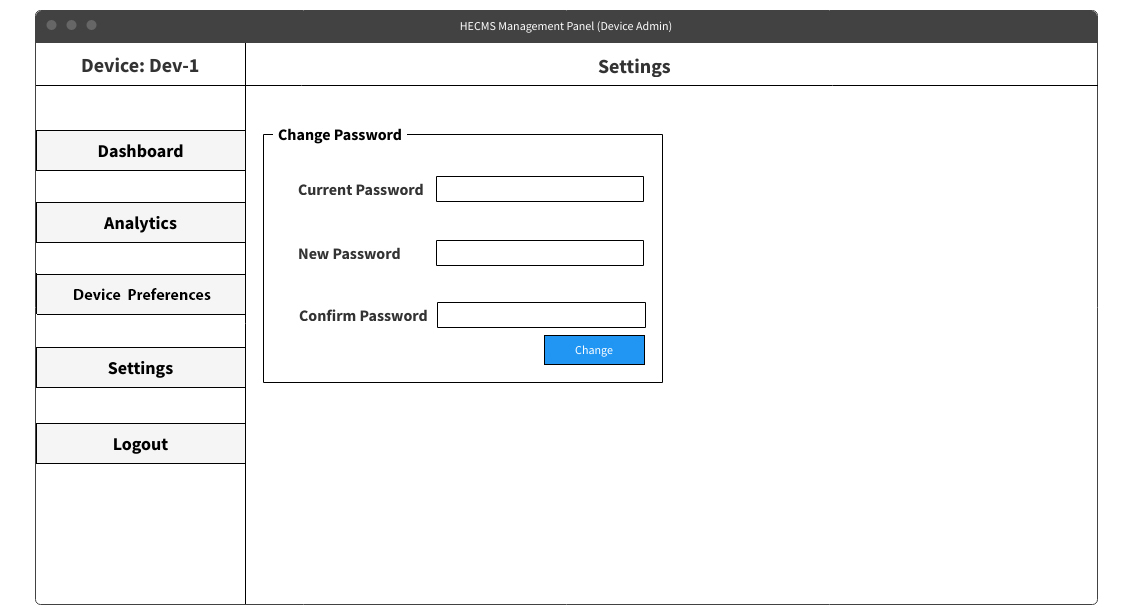 HECMS Management Panel (Device Admin)
Device: Dev-1
Settings
Dashboard
Analytics
Device Preferences
Settings
Logout
Change Password
Current Password
New Password
Confirm Password
Change